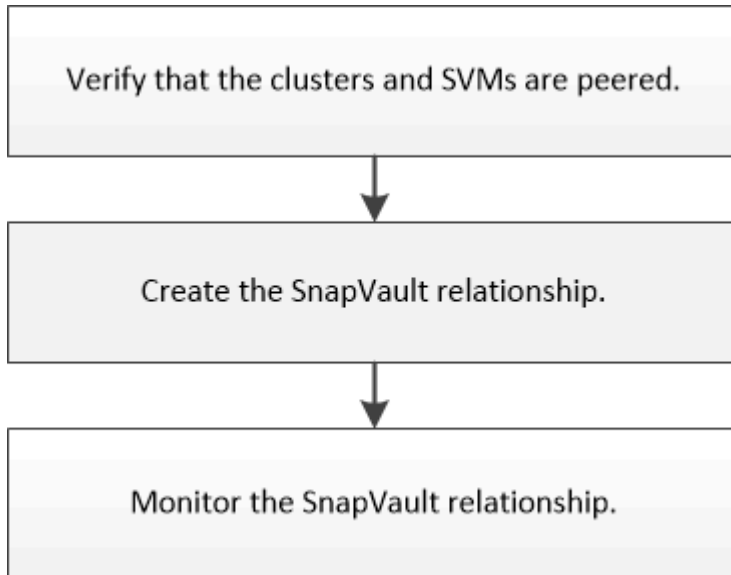 Verify that the clusters and SVMs are peered.
Create the SnapVault relationship.
Monitor the SnapVault relationship.